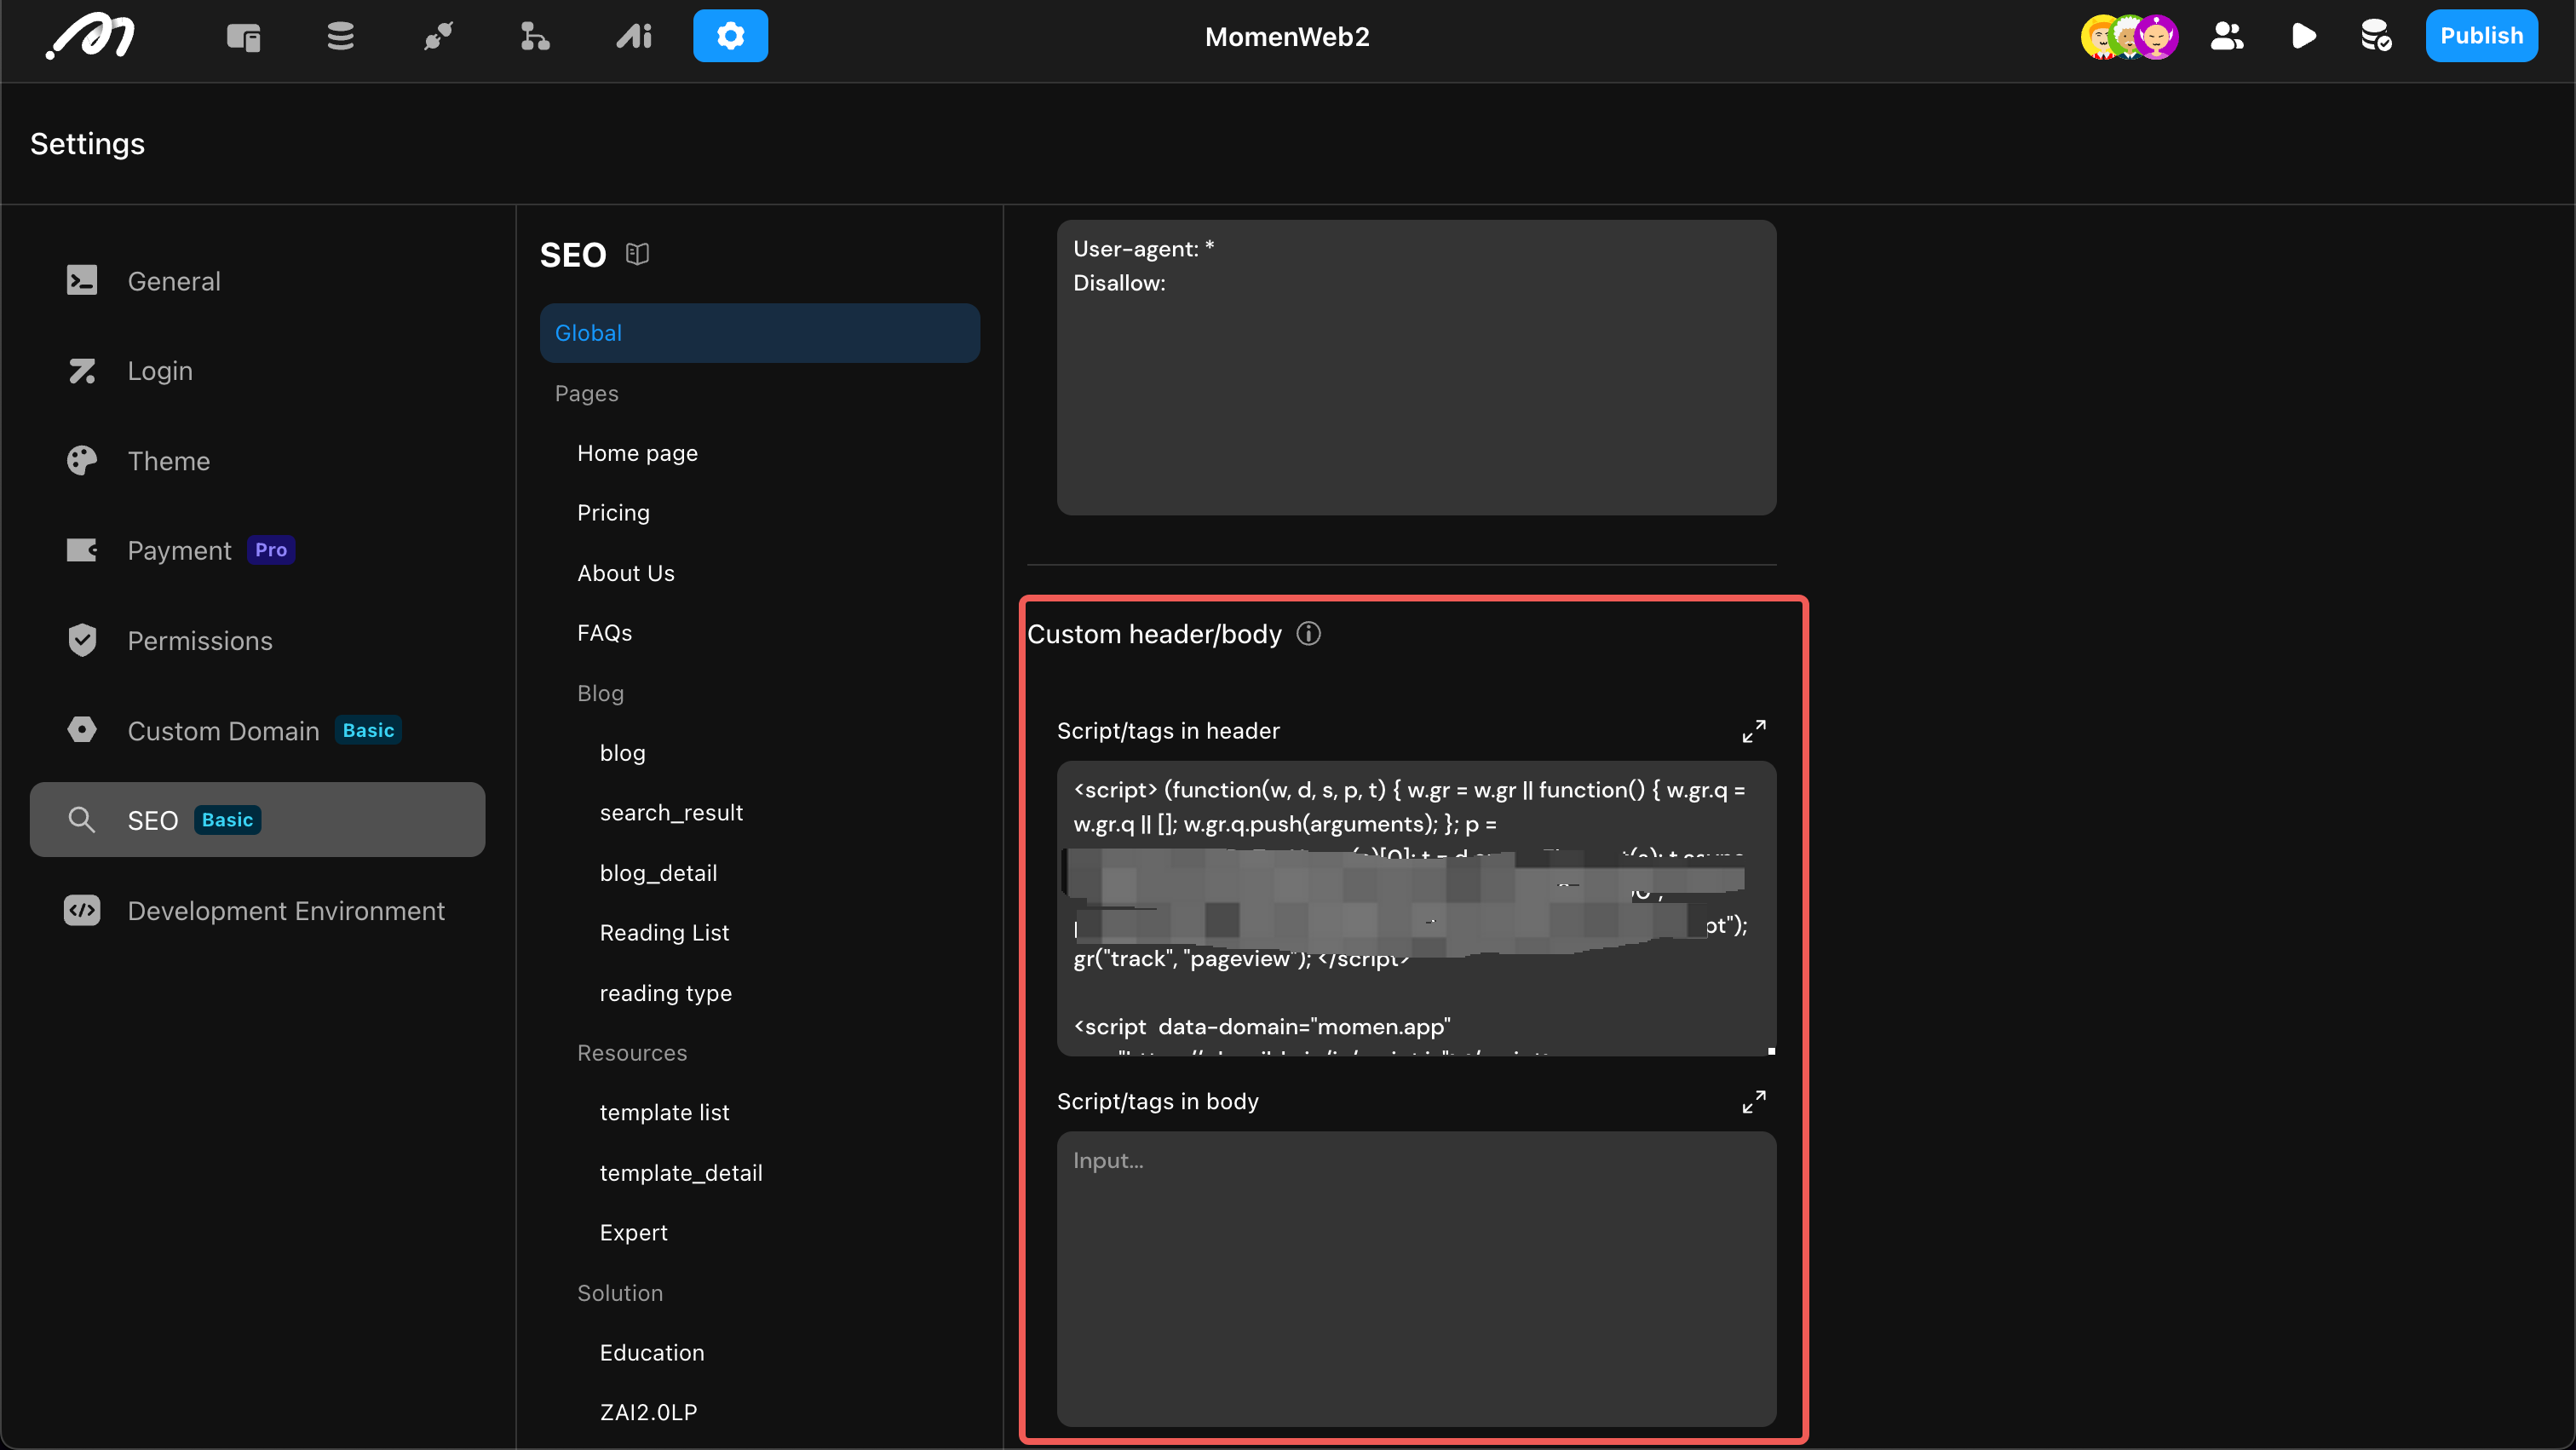 MomenWeb2
Publish
Settings
General
Login
Theme
Payment Pro
Permissions
Custom Domain Basic
SEO Basic
Development Environment
SEO
Global
Pages
Home page
Pricing
About Us
FAQs
Blog
blog
search_result
blog_detail
Reading List
reading type
Resources
template list
template_detail
Expert
Solution
Education
ZAI2.0LP
User-agent: *
Disallow:
Custom header/body
Script/tags in header
<script> (function(w, d, s, p, t) { w.gr = w.gr || function() { w.gr.q =
w.gr.q || []; w.gr.q.push(arguments); }; p =
pt");
gr("track", "pageview"); </script>
<script  data-domain="momen.app"
Script/tags in body
Input...